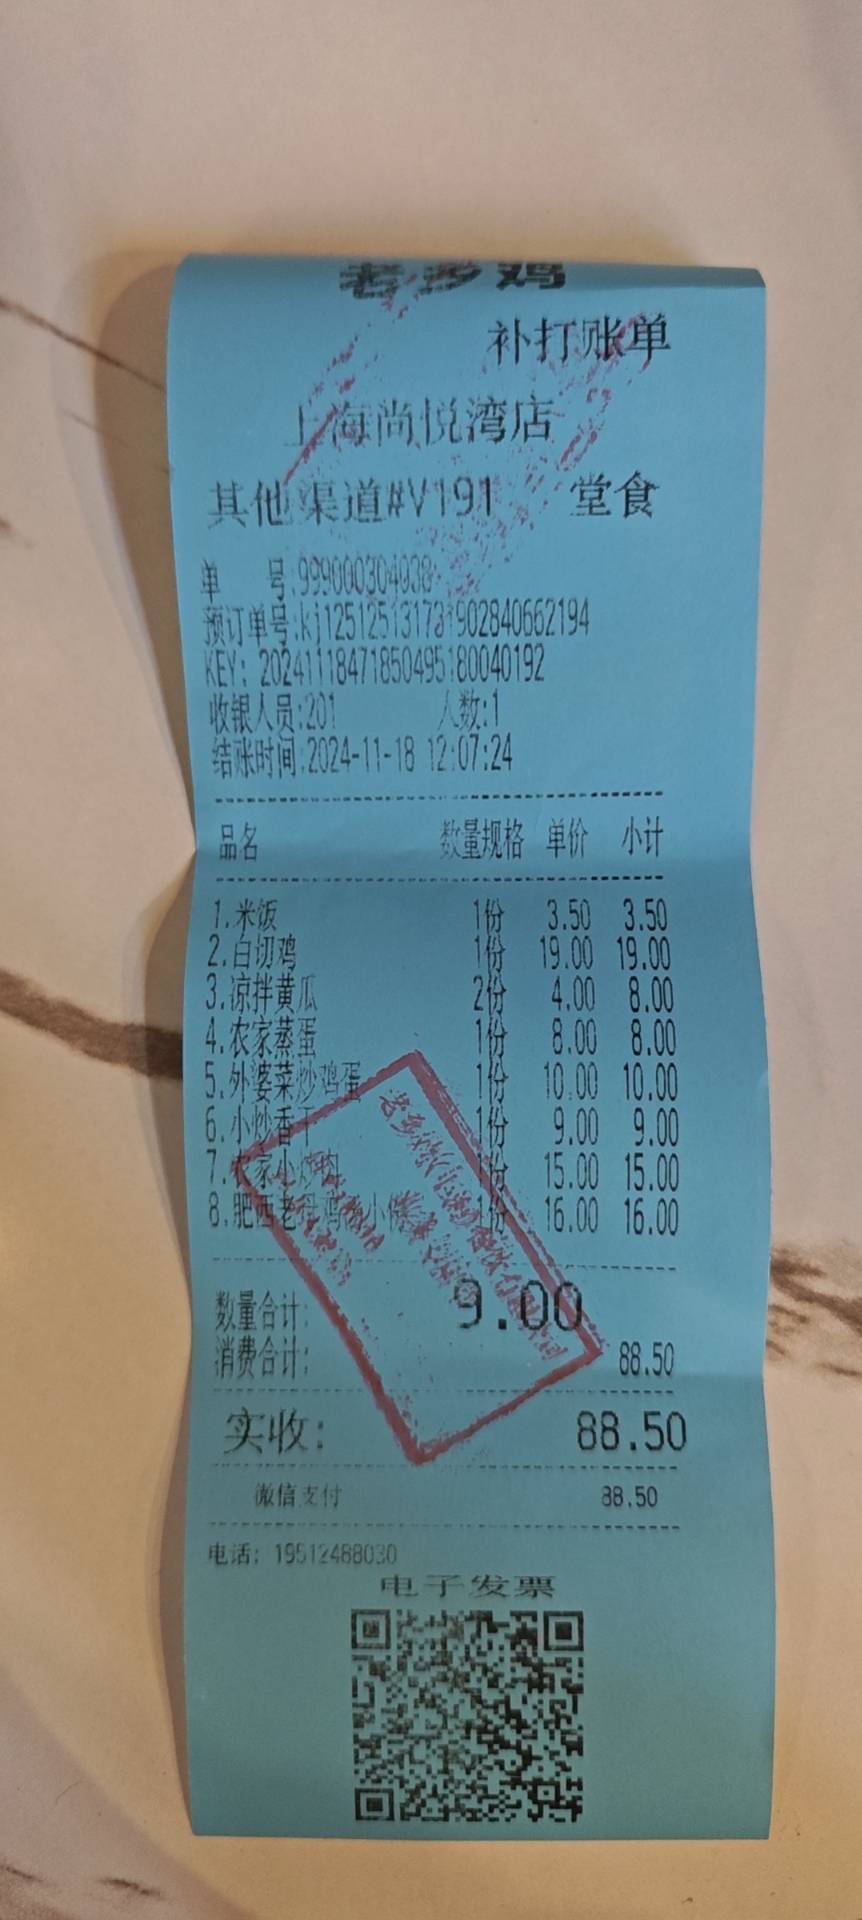 老乡鸡
补打账单
上海尚悦湾店
其他渠道#V191 堂食
单 号:999000304038
预订单号:kj12512513173190284066​2194
KEY: 20241118471850495180040192
收银人员:201 人数:1
结账时间:2024-11-18 12:07:24
品名 数量规格 单价 小计
1.米饭 1份 3.50 3.50
2.白切鸡 1份 19.00 19.00
3.凉拌黄瓜 2份 4.00 8.00
4.农家蒸蛋 1份 8.00 8.00
5.外婆菜炒鸡蛋 1份 10.00 10.00
6.小炒香干 1份 9.00 9.00
7.农家小炒肉 1份 15.00 15.00
8.肥西老母鸡汤小 1份 16.00 16.00
数量合计: 9.00
消费合计: 88.50
实收: 88.50
微信支付 88.50
电话: 19512488030
电子发票